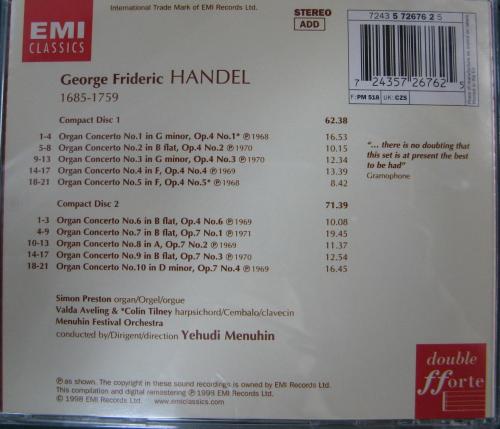 International Trade Mark of EMI Records Ltd.
EMI
CLASSICS
STEREO
ADD
7243 5 72676 2 5
7 24357 26762 5
F: PM 518 UK: CZS
George Frideric HANDEL
1685-1759
Compact Disc 1 62.38
1-4 Organ Concerto No.1 in G minor, Op.4 No.1* ℗ 1968 16.53
5-8 Organ Concerto No.2 in B flat, Op.4 No.2 ℗ 1970 10.15
9-13 Organ Concerto No.3 in G minor, Op.4 No.3 ℗ 1970 12.34
14-17 Organ Concerto No.4 in F, Op.4 No.4 ℗ 1969 13.39
18-21 Organ Concerto No.5 in F, Op.4 No.5* ℗ 1968 8.42
Compact Disc 2 71.39
1-3 Organ Concerto No.6 in B flat, Op.4 No.6 ℗ 1969 10.08
4-9 Organ Concerto No.7 in B flat, Op.7 No.1 ℗ 1971 19.45
10-13 Organ Concerto No.8 in A, Op.7 No.2 ℗ 1969 11.37
14-17 Organ Concerto No.9 in B flat, Op.7 No.3 ℗ 1970 12.54
18-21 Organ Concerto No.10 in D minor, Op.7 No.4 ℗ 1969 16.45
"... there is no doubting that
this set is at present the best
to be had"
Gramophone
Simon Preston organ/Orgel/orgue
Valda Aveling & *Colin Tilney harpsichord/Cembalo/clavecin
Menuhin Festival Orchestra
conducted by/Dirigent/direction Yehudi Menuhin
℗ as shown. The copyright in these sound recordings is owned by EMI Records Ltd.
This compilation and digital remastering ℗ 1998 EMI Records Ltd.
© 1998 EMI Records Ltd. www.emiclassics.com
double
fforte